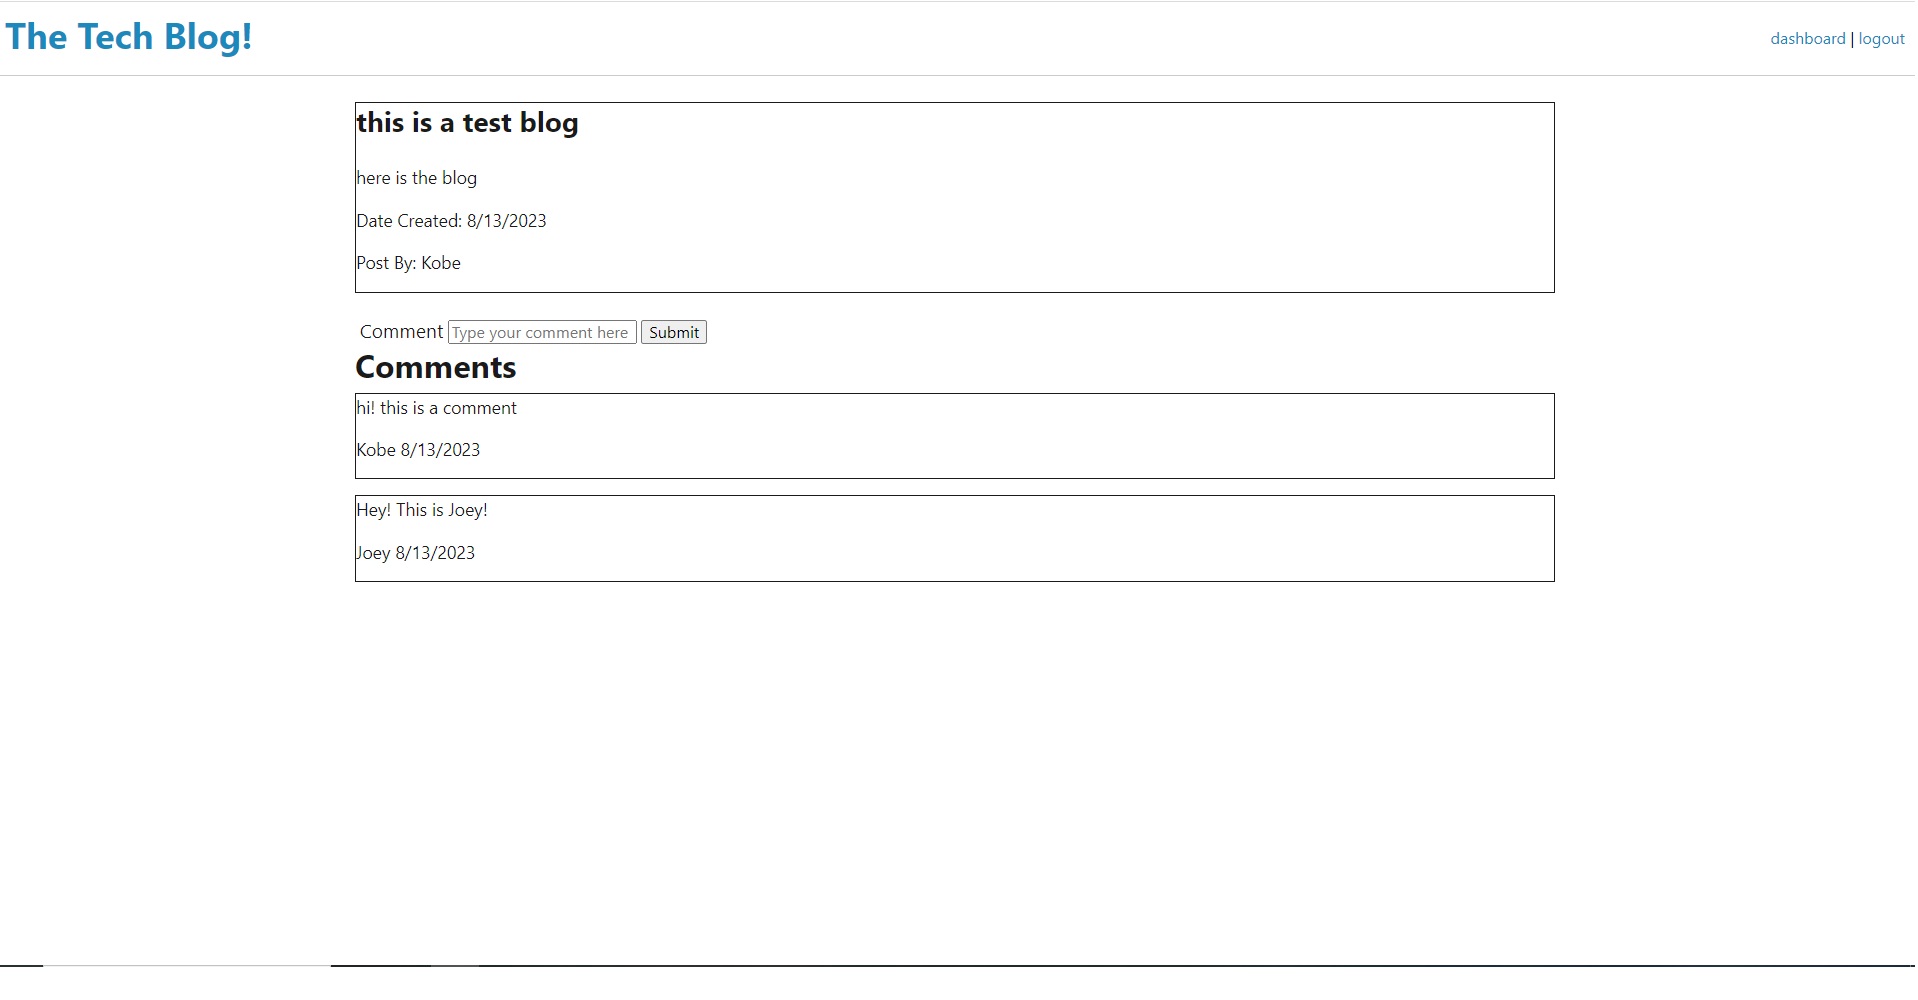 The Tech Blog!
dashboard | logout
this is a test blog
here is the blog
Date Created: 8/13/2023
Post By: Kobe
Comment Type your comment here Submit
Comments
hi! this is a comment
Kobe 8/13/2023
Hey! This is Joey!
Joey 8/13/2023